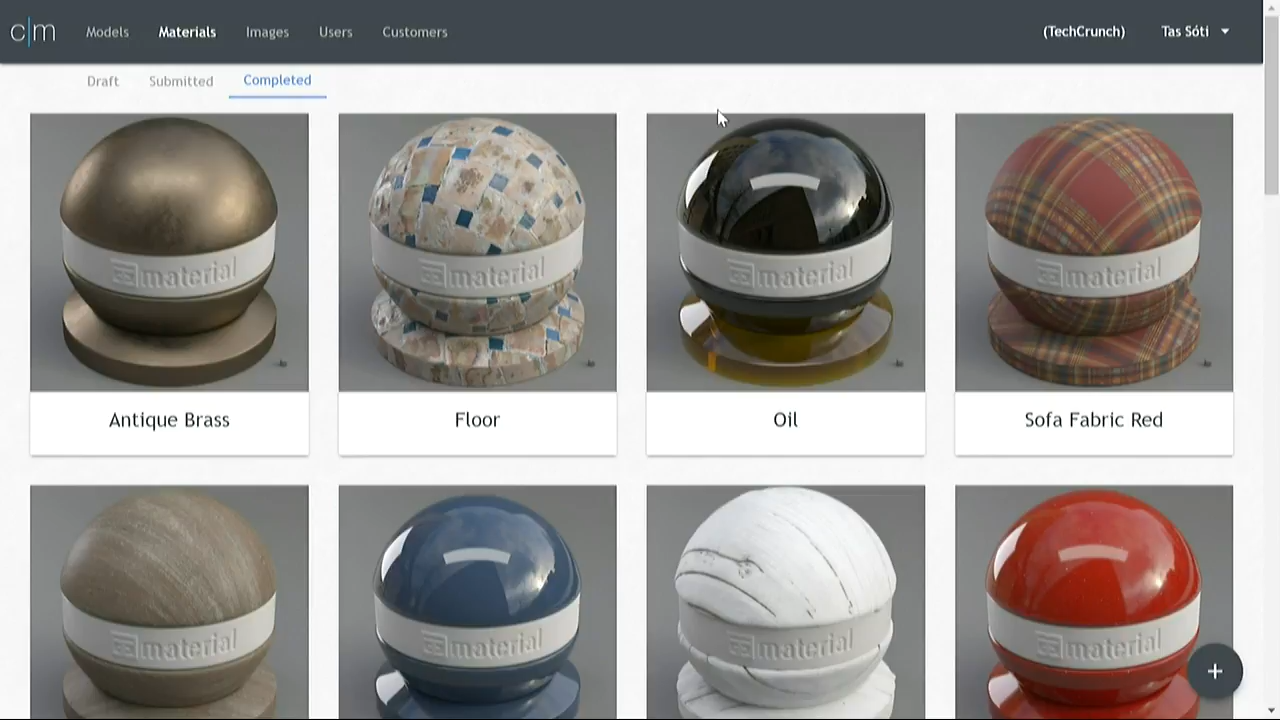 c|m Models Materials Images Users Customers (TechCrunch) Tas Sóti
Draft Submitted Completed
material material material material
Antique Brass Floor Oil Sofa Fabric Red
material material material material
+